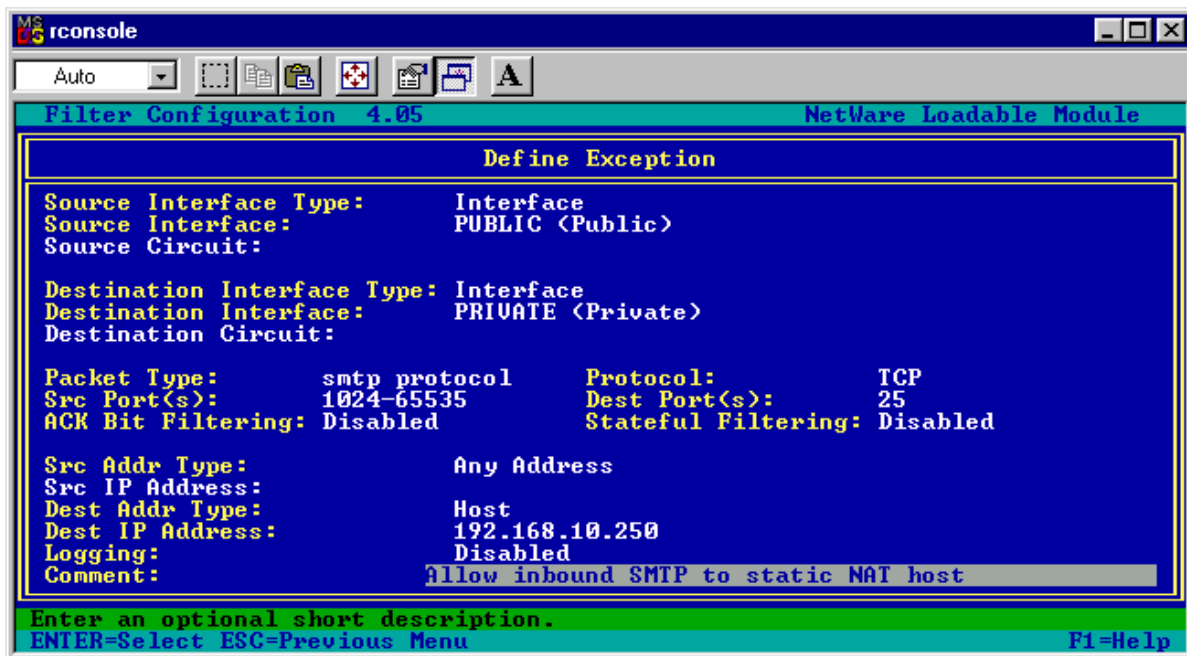 rconsole
Auto
A
Filter Configuration 4.05 NetWare Loadable Module
Define Exception
Source Interface Type: Interface
Source Interface: PUBLIC (Public)
Source Circuit:
Destination Interface Type: Interface
Destination Interface: PRIVATE (Private)
Destination Circuit:
Packet Type: smtp protocol Protocol: TCP
Src Port(s): 1024-65535 Dest Port(s): 25
ACK Bit Filtering: Disabled Stateful Filtering: Disabled
Src Addr Type: Any Address
Src IP Address:
Dest Addr Type: Host
Dest IP Address: 192.168.10.250
Logging: Disabled
Comment: Allow inbound SMTP to static NAT host
Enter an optional short description.
ENTER=Select ESC=Previous Menu F1=Help